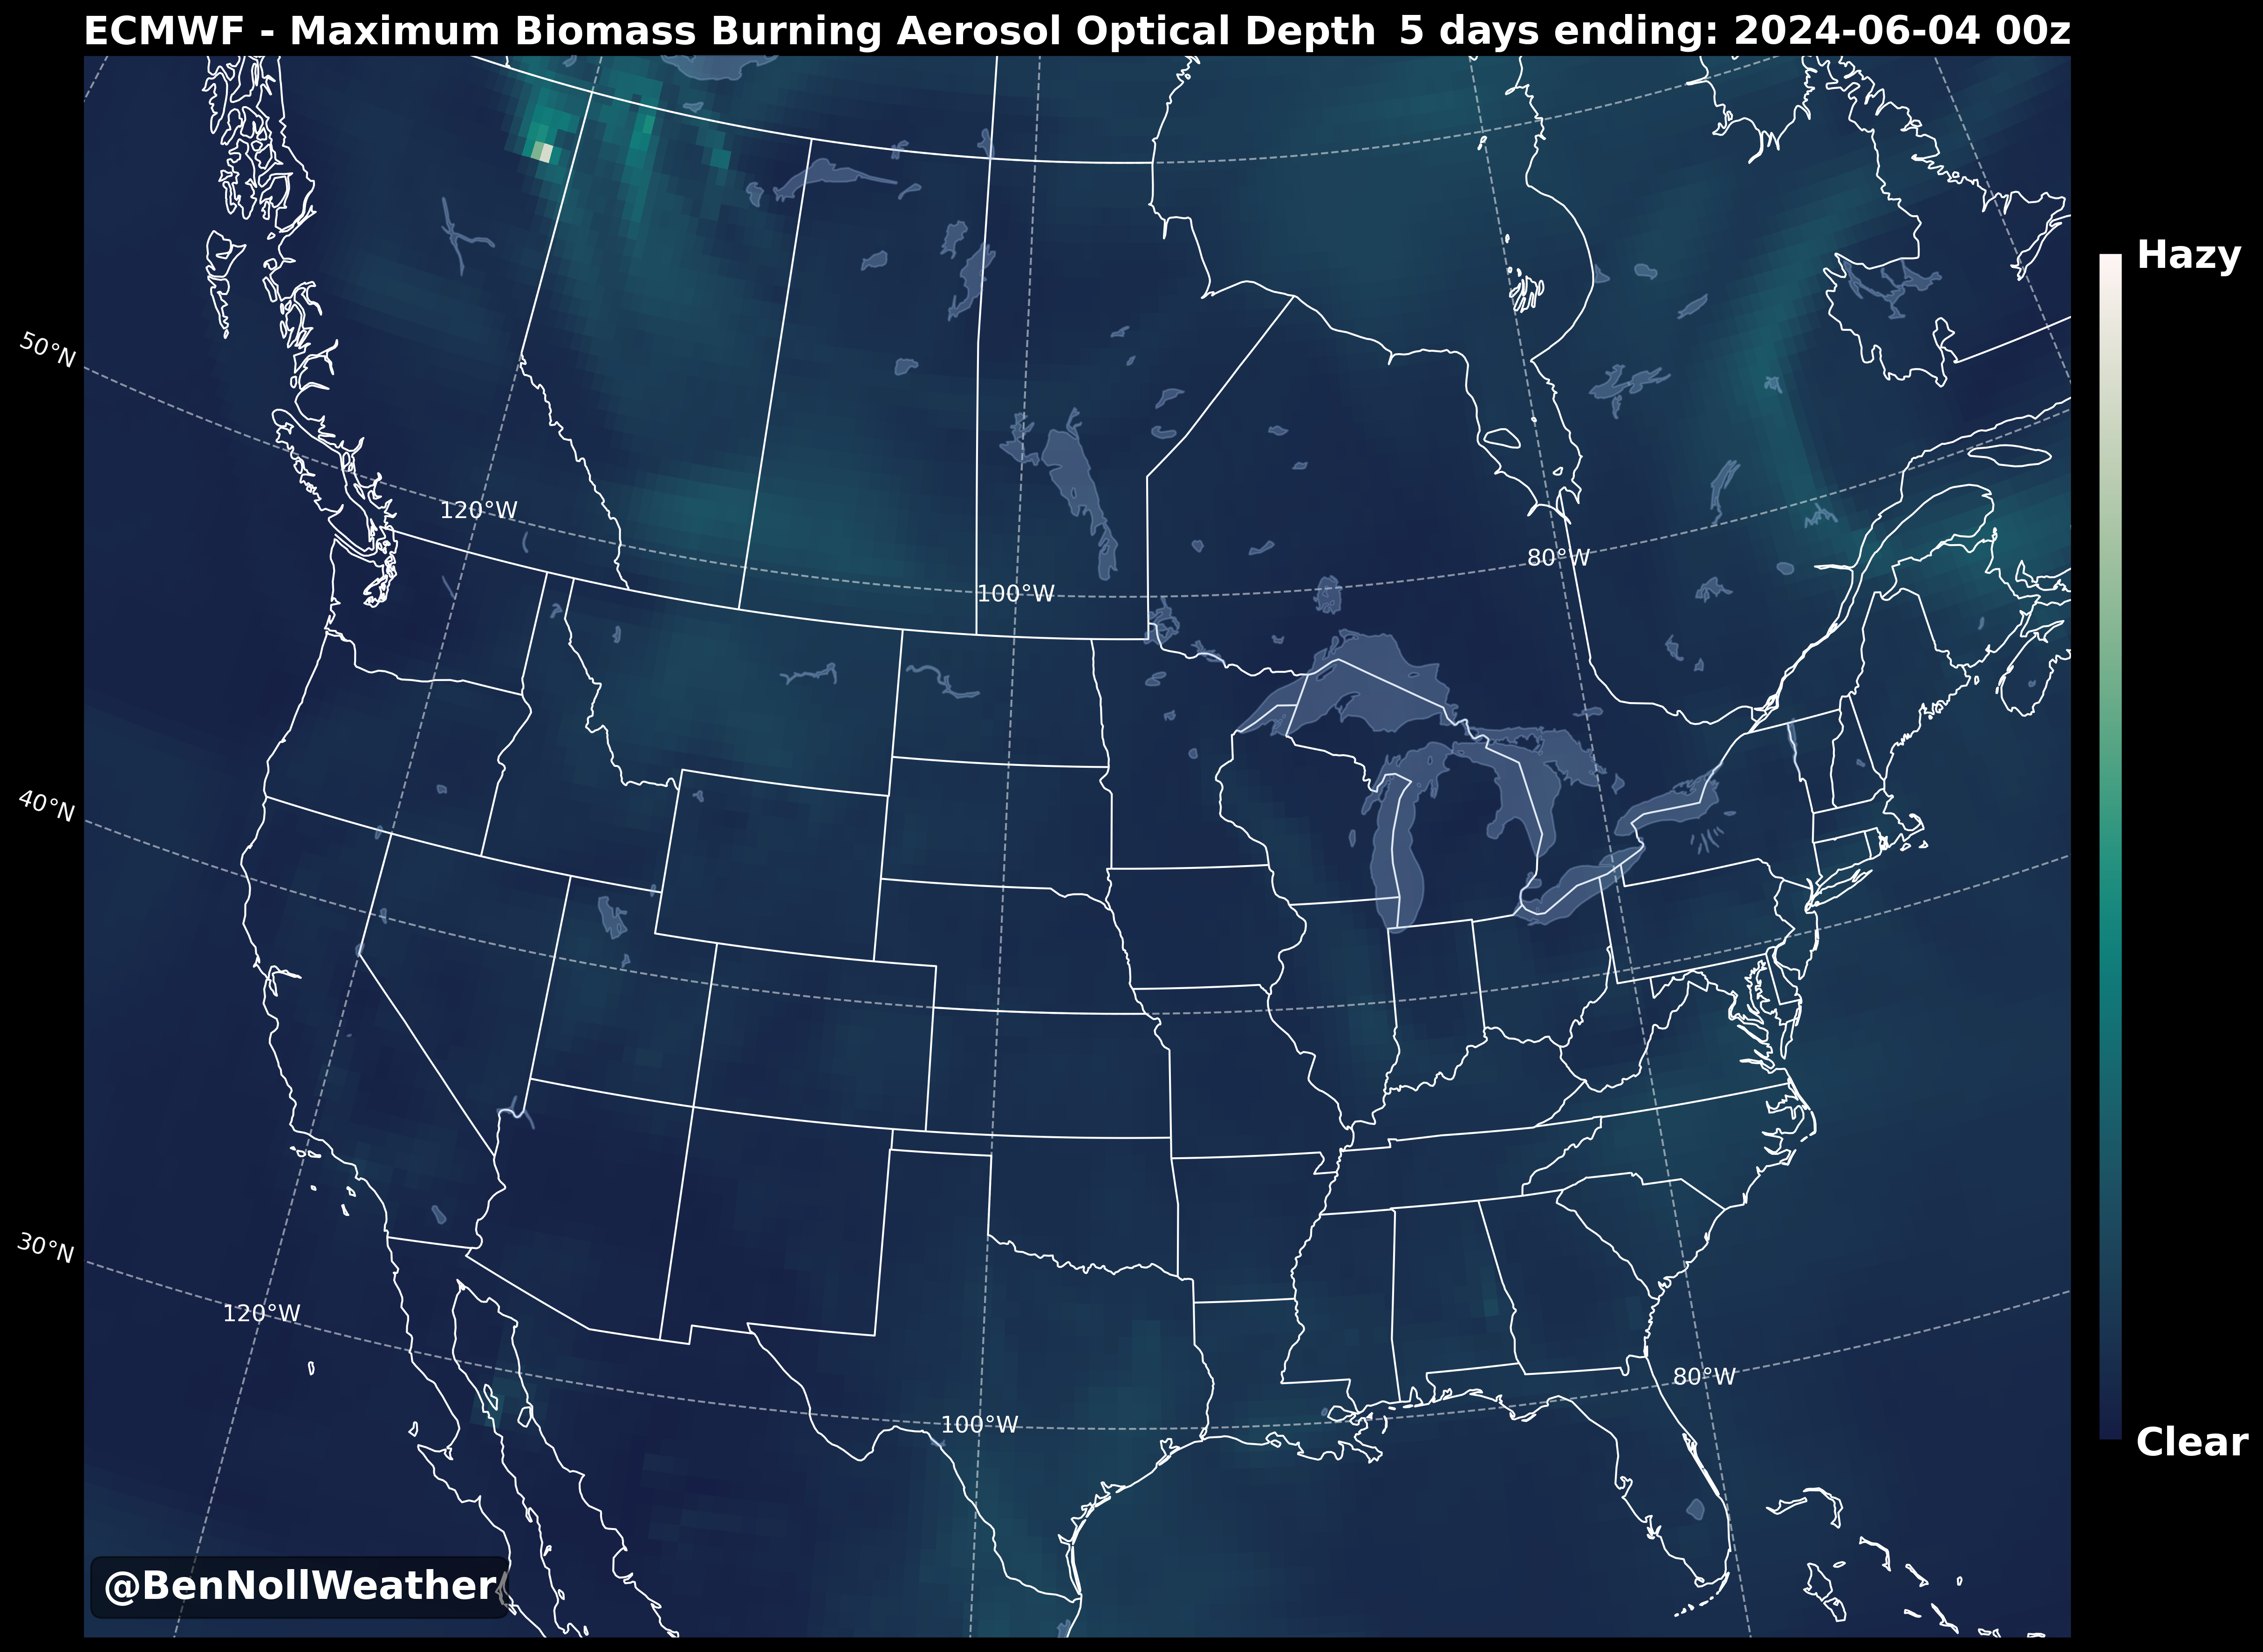 ECMWF - Maximum Biomass Burning Aerosol Optical Depth 5 days ending: 2024-06-04 00z
Hazy
50°N
120°W
80°W
100°W
40°N
30°N
120°W
80°W
100°W
Clear
@BenNollWeather